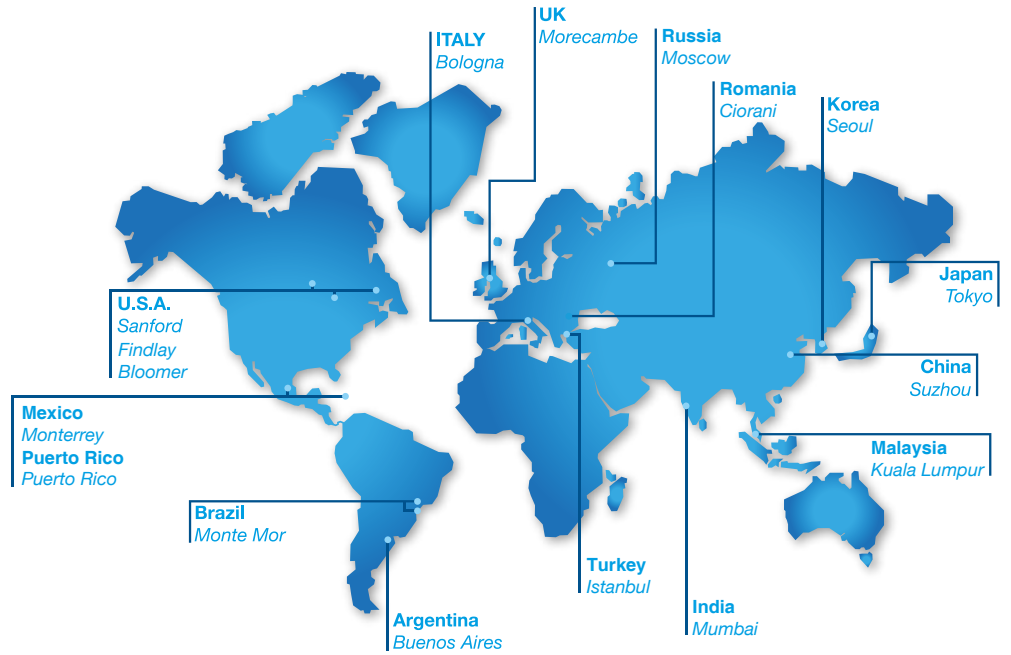 UK
Morecambe
ITALY
Bologna
Russia
Moscow
Romania
Ciorani
Korea
Seoul
Japan
Tokyo
U.S.A.
Sanford
Findlay
Bloomer
China
Suzhou
Mexico
Monterrey
Puerto Rico
Puerto Rico
Malaysia
Kuala Lumpur
Brazil
Monte Mor
Turkey
Istanbul
India
Mumbai
Argentina
Buenos Aires